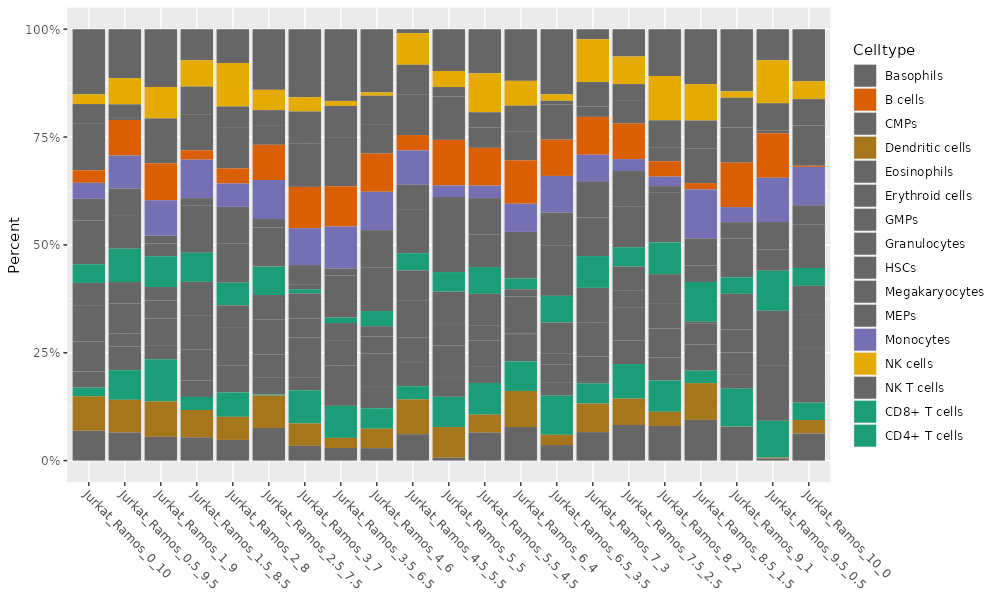 100%
75%
50%
25%
0%
Percent
Jurkat_Ramos_0_10
Jurkat_Ramos_0.5_9.5
Jurkat_Ramos_1_9
Jurkat_Ramos_1.5_8.5
Jurkat_Ramos_2_8
Jurkat_Ramos_2.5_7.5
Jurkat_Ramos_3_7
Jurkat_Ramos_3.5_6.5
Jurkat_Ramos_4_6
Jurkat_Ramos_4.5_5.5
Jurkat_Ramos_5_5
Jurkat_Ramos_5.5_4.5
Jurkat_Ramos_6_4
Jurkat_Ramos_6.5_3.5
Jurkat_Ramos_7_3
Jurkat_Ramos_7.5_2.5
Jurkat_Ramos_8_2
Jurkat_Ramos_8.5_1.5
Jurkat_Ramos_9_1
Jurkat_Ramos_9.5_0.5
Jurkat_Ramos_10_0
Celltype
Basophils
B cells
CMPs
Dendritic cells
Eosinophils
Erythroid cells
GMPs
Granulocytes
HSCs
Megakaryocytes
MEPs
Monocytes
NK cells
NK T cells
CD8+ T cells
CD4+ T cells